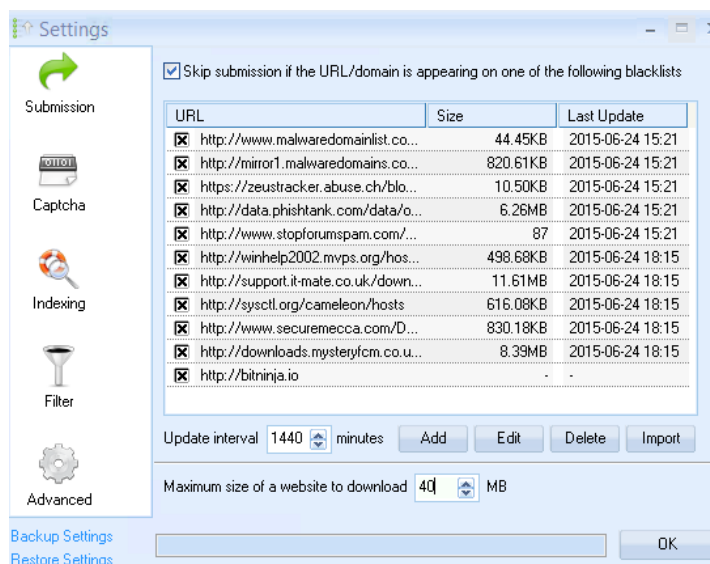 Settings
Submission
Captcha
Indexing
Filter
Advanced
Backup Settings
Restore Settings
Skip submission if the URL/domain is appearing on one of the following blacklists
URL Size Last Update
http://www.malwaredomainlist.co... 44.45KB 2015-06-24 15:21
http://mirror1.malwaredomains.co... 820.61KB 2015-06-24 15:21
https://zeustracker.abuse.ch/blo... 10.50KB 2015-06-24 15:21
http://data.phishtank.com/data/o... 6.26MB 2015-06-24 15:21
http://www.stopforumspam.com/... 87 2015-06-24 15:21
http://winhelp2002.mvps.org/hos... 498.68KB 2015-06-24 18:15
http://support.it-mate.co.uk/down... 11.61MB 2015-06-24 18:15
http://sysctl.org/cameleon/hosts 616.08KB 2015-06-24 18:15
http://www.securemecca.com/D... 830.18KB 2015-06-24 18:15
http://downloads.mysteryfcm.co.u... 8.39MB 2015-06-24 18:15
http://bitninja.io - -
Update interval 1440 minutes Add Edit Delete Import
Maximum size of a website to download 40 MB
OK